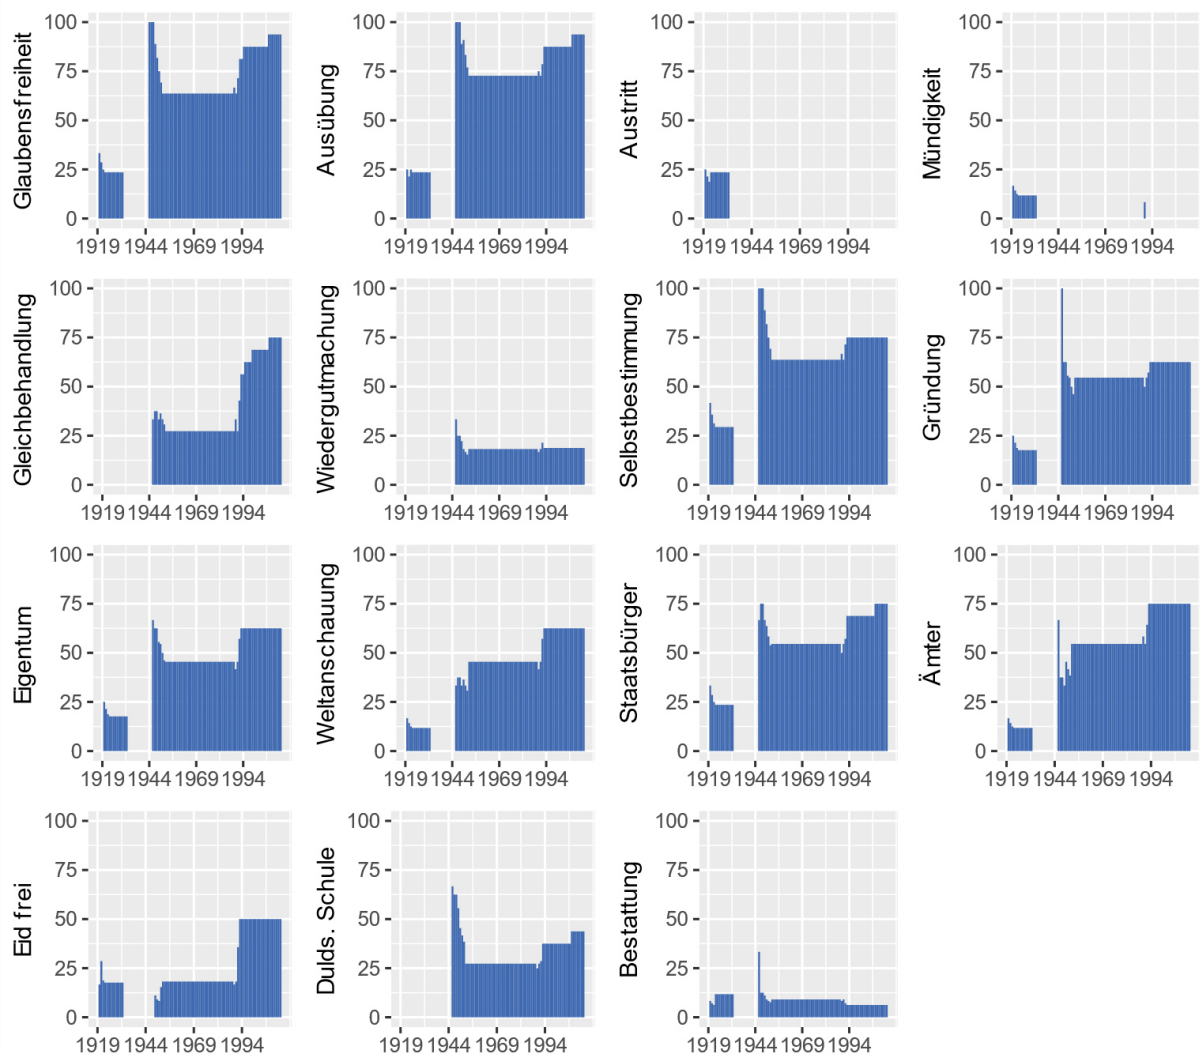 Glaubensfreiheit
100
75
50
25
0
1919 1944 1969 1994
Ausübung
100
75
50
25
0
1919 1944 1969 1994
Austritt
100
75
50
25
0
1919 1944 1969 1994
Mündigkeit
100
75
50
25
0
1919 1944 1969 1994
Gleichbehandlung
100
75
50
25
0
1919 1944 1969 1994
Wiedergutmachung
100
75
50
25
0
1919 1944 1969 1994
Selbstbestimmung
100
75
50
25
0
1919 1944 1969 1994
Gründung
100
75
50
25
0
1919 1944 1969 1994
Eigentum
100
75
50
25
0
1919 1944 1969 1994
Weltanschauung
100
75
50
25
0
1919 1944 1969 1994
Staatsbürger
100
75
50
25
0
1919 1944 1969 1994
Ämter
100
75
50
25
0
1919 1944 1969 1994
Eid frei
100
75
50
25
0
1919 1944 1969 1994
Dulds. Schule
100
75
50
25
0
1919 1944 1969 1994
Bestattung
100
75
50
25
0
1919 1944 1969 1994